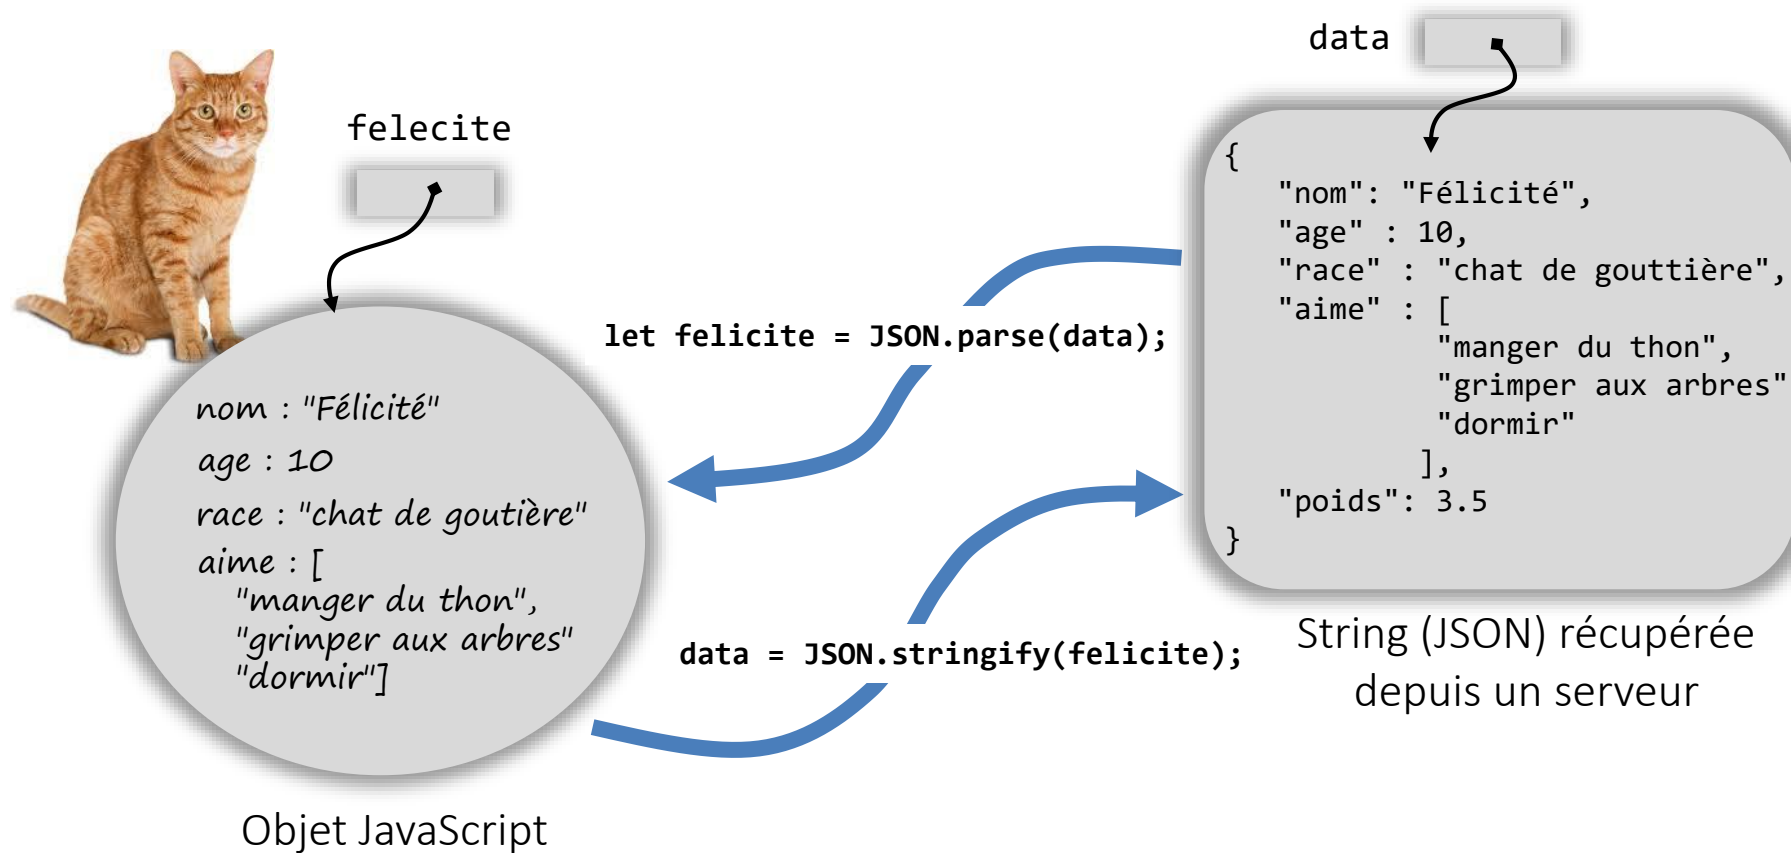 felecite
nom : "Félicité"
age : 10
race : "chat de goutière"
aime : [
"manger du thon",
"grimper aux arbres"
"dormir"]
Objet JavaScript
let felicite = JSON.parse(data);
data = JSON.stringify(felicite);
data
{
"nom": "Félicité",
"age" : 10,
"race" : "chat de gouttière",
"aime" : [
"manger du thon",
"grimper aux arbres"
"dormir"
],
"poids": 3.5
}
String (JSON) récupérée
depuis un serveur